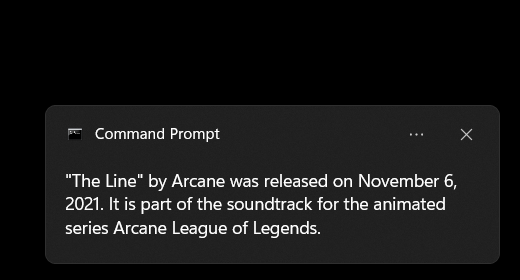 Command Prompt
"The Line" by Arcane was released on November 6,
2021. It is part of the soundtrack for the animated
series Arcane League of Legends.